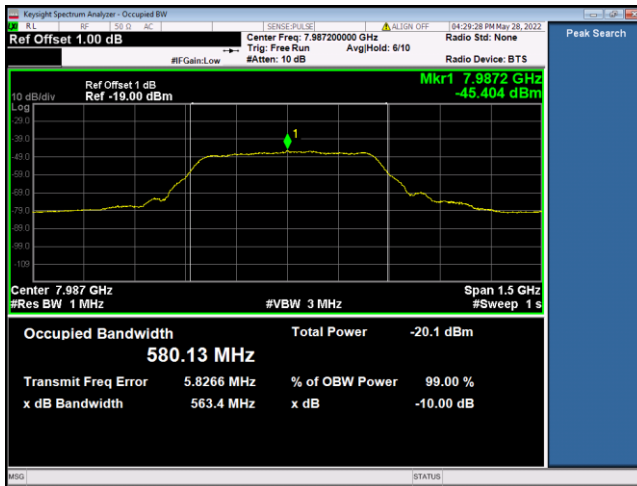 Keysight Spectrum Analyzer - Occupied BW
RL RF 50 Ω AC SENSE:PULSE ALIGN OFF 04:29:28 PM May 28, 2022
Ref Offset 1.00 dB Center Freq: 7.987200000 GHz Radio Std: None
Trig: Free Run Avg|Hold: 6/10
#IFGain:Low #Atten: 10 dB Radio Device: BTS
Peak Search
Ref Offset 1 dB Mkr1 7.9872 GHz
10 dB/div Ref -19.00 dBm -45.404 dBm
Log
-29.0
1
-39.0
-49.0
-59.0
-69.0
-79.0
-89.0
-99.0
-109
Center 7.987 GHz Span 1.5 GHz
#Res BW 1 MHz #VBW 3 MHz #Sweep 1 s
Occupied Bandwidth Total Power -20.1 dBm
580.13 MHz
Transmit Freq Error 5.8266 MHz % of OBW Power 99.00 %
x dB Bandwidth 563.4 MHz x dB -10.00 dB
MSG STATUS